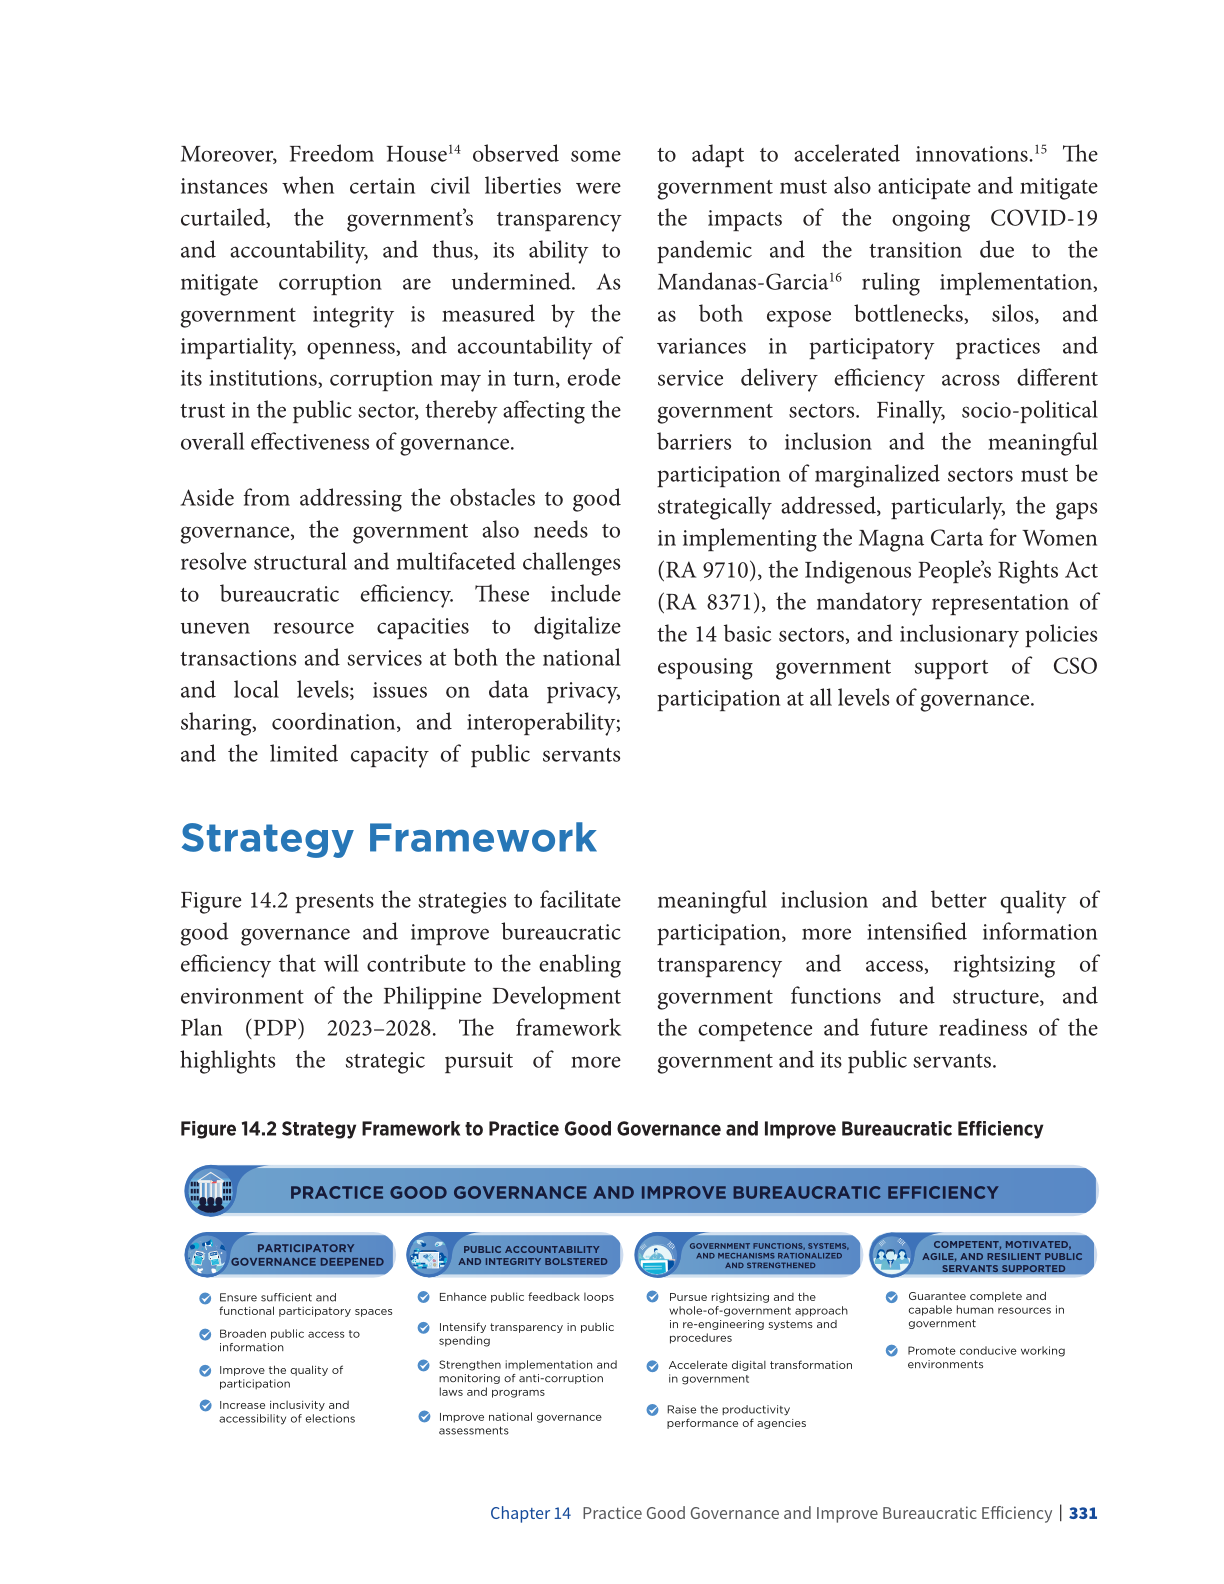 Moreover, Freedom House14 observed some
instances when certain civil liberties were
curtailed, the government’s transparency
and accountability, and thus, its ability to
mitigate corruption are undermined. As
government integrity is measured by the
impartiality, openness, and accountability of
its institutions, corruption may in turn, erode
trust in the public sector, thereby affecting the
overall effectiveness of governance.
Aside from addressing the obstacles to good
governance, the government also needs to
resolve structural and multifaceted challenges
to bureaucratic efficiency. These include
uneven resource capacities to digitalize
transactions and services at both the national
and local levels; issues on data privacy,
sharing, coordination, and interoperability;
and the limited capacity of public servants
to adapt to accelerated innovations.15 The
government must also anticipate and mitigate
the impacts of the ongoing COVID-19
pandemic and the transition due to the
Mandanas-Garcia16 ruling implementation,
as both expose bottlenecks, silos, and
variances in participatory practices and
service delivery efficiency across different
government sectors. Finally, socio-political
barriers to inclusion and the meaningful
participation of marginalized sectors must be
strategically addressed, particularly, the gaps
in implementing the Magna Carta for Women
(RA 9710), the Indigenous People’s Rights Act
(RA 8371), the mandatory representation of
the 14 basic sectors, and inclusionary policies
espousing government support of CSO
participation at all levels of governance.
Strategy Framework
Figure 14.2 presents the strategies to facilitate
good governance and improve bureaucratic
efficiency that will contribute to the enabling
environment of the Philippine Development
Plan (PDP) 2023–2028. The framework
highlights the strategic pursuit of more
meaningful inclusion and better quality of
participation, more intensified information
transparency and access, rightsizing of
government functions and structure, and
the competence and future readiness of the
government and its public servants.
Figure 14.2 Strategy Framework to Practice Good Governance and Improve Bureaucratic Efficiency
PRACTICE GOOD GOVERNANCE AND IMPROVE BUREAUCRATIC EFFICIENCY
PARTICIPATORY
GOVERNANCE DEEPENED
Ensure sufficient and
functional participatory spaces
Broaden public access to
information
Improve the quality of
participation
Increase inclusivity and
accessibility of elections
PUBLIC ACCOUNTABILITY
AND INTEGRITY BOLSTERED
Enhance public feedback loops
Intensify transparency in public
spending
Strengthen implementation and
monitoring of anti-corruption
laws and programs
Improve national governance
assessments
GOVERNMENT FUNCTIONS, SYSTEMS,
AND MECHANISMS RATIONALIZED
AND STRENGTHENED
Pursue rightsizing and the
whole-of-government approach
in re-engineering systems and
procedures
Accelerate digital transformation
in government
Raise the productivity
performance of agencies
COMPETENT, MOTIVATED,
AGILE, AND RESILIENT PUBLIC
SERVANTS SUPPORTED
Guarantee complete and
capable human resources in
government
Promote conducive working
environments
Chapter 14 Practice Good Governance and Improve Bureaucratic Efficiency | 331